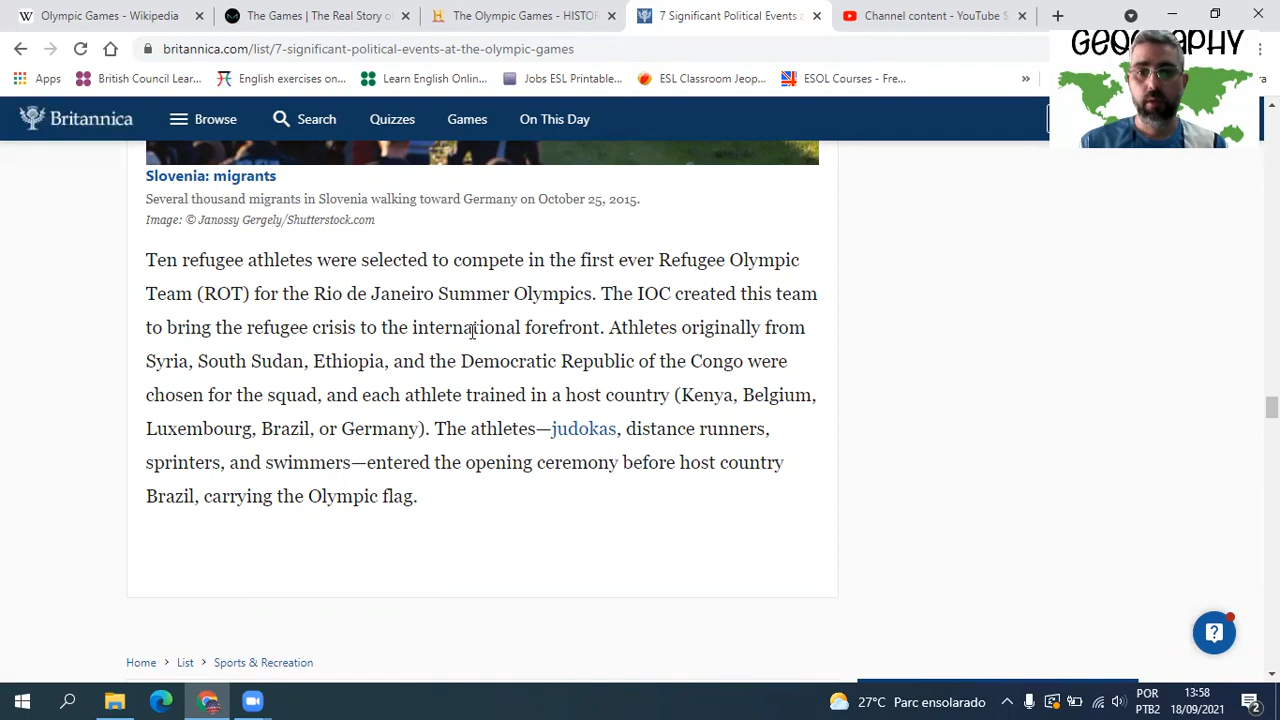 Olympic Games - Wikipedia
The Games | The Real Story of
The Olympic Games - HISTOR
7 Significant Political Events a
Channel content - YouTube S
britannica.com/list/7-significant-political-events-at-the-olympic-games
GEOGRAPHY
Apps
British Council Lear...
English exercises on...
Learn English Onlin...
Jobs ESL Printable...
ESL Classroom Jeop...
ESOL Courses - Fre...
»
Britannica
Browse
Search
Quizzes
Games
On This Day
Slovenia: migrants
Several thousand migrants in Slovenia walking toward Germany on October 25, 2015.
Image: © Janossy Gergely/Shutterstock.com
Ten refugee athletes were selected to compete in the first ever Refugee Olympic
Team (ROT) for the Rio de Janeiro Summer Olympics. The IOC created this team
to bring the refugee crisis to the international forefront. Athletes originally from
Syria, South Sudan, Ethiopia, and the Democratic Republic of the Congo were
chosen for the squad, and each athlete trained in a host country (Kenya, Belgium,
Luxembourg, Brazil, or Germany). The athletes—judokas, distance runners,
sprinters, and swimmers—entered the opening ceremony before host country
Brazil, carrying the Olympic flag.
Home > List > Sports & Recreation
27°C Parc ensolarado
POR
PTB2
13:58
18/09/2021
2